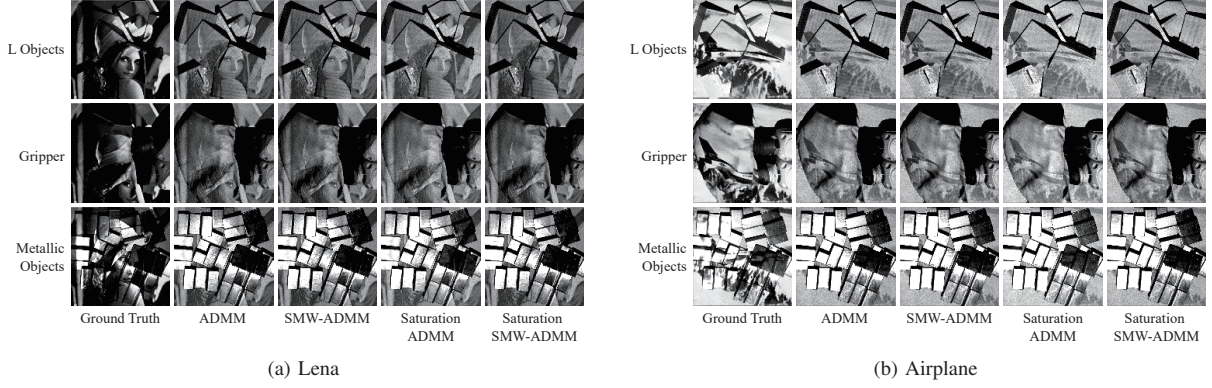 L Objects
Gripper
Metallic
Objects
Ground Truth
ADMM
SMW-ADMM
Saturation
ADMM
Saturation
SMW-ADMM
(a) Lena
L Objects
Gripper
Metallic
Objects
Ground Truth
ADMM
SMW-ADMM
Saturation
ADMM
Saturation
SMW-ADMM
(b) Airplane